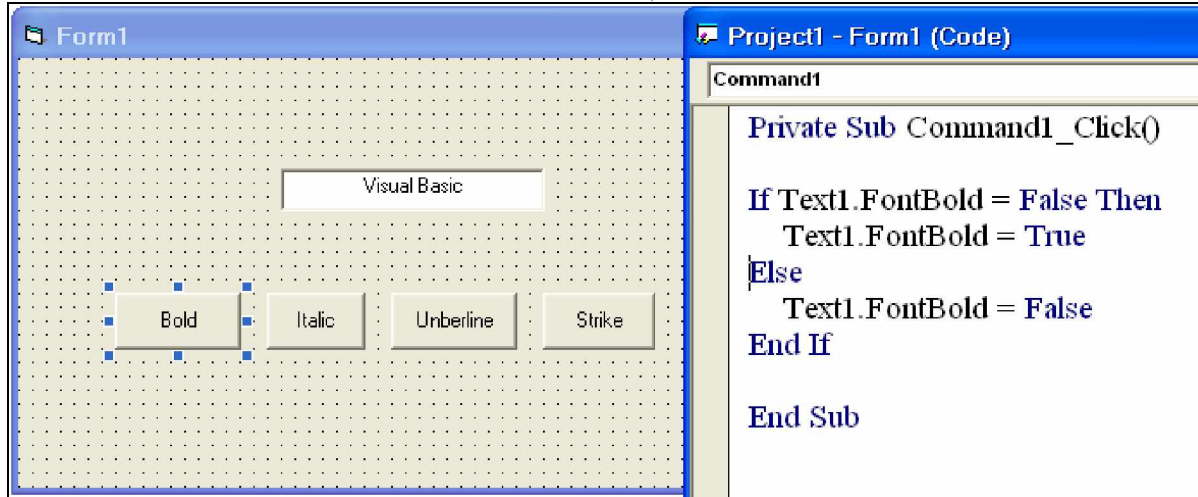 Form1
Visual Basic
Bold Italic Unberline Strike
Project1 - Form1 (Code)
Command1
Private Sub Command1_Click()
If Text1.FontBold = False Then
Text1.FontBold = True
Else
Text1.FontBold = False
End If
End Sub